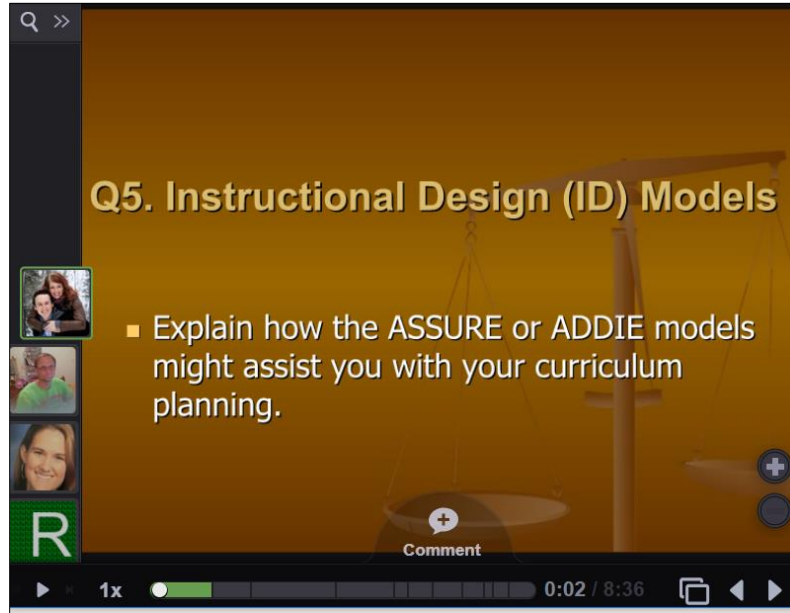 Q5. Instructional Design (ID) Models
Explain how the ASSURE or ADDIE models
might assist you with your curriculum
planning.
R
Comment
1x
0:02 / 8:36